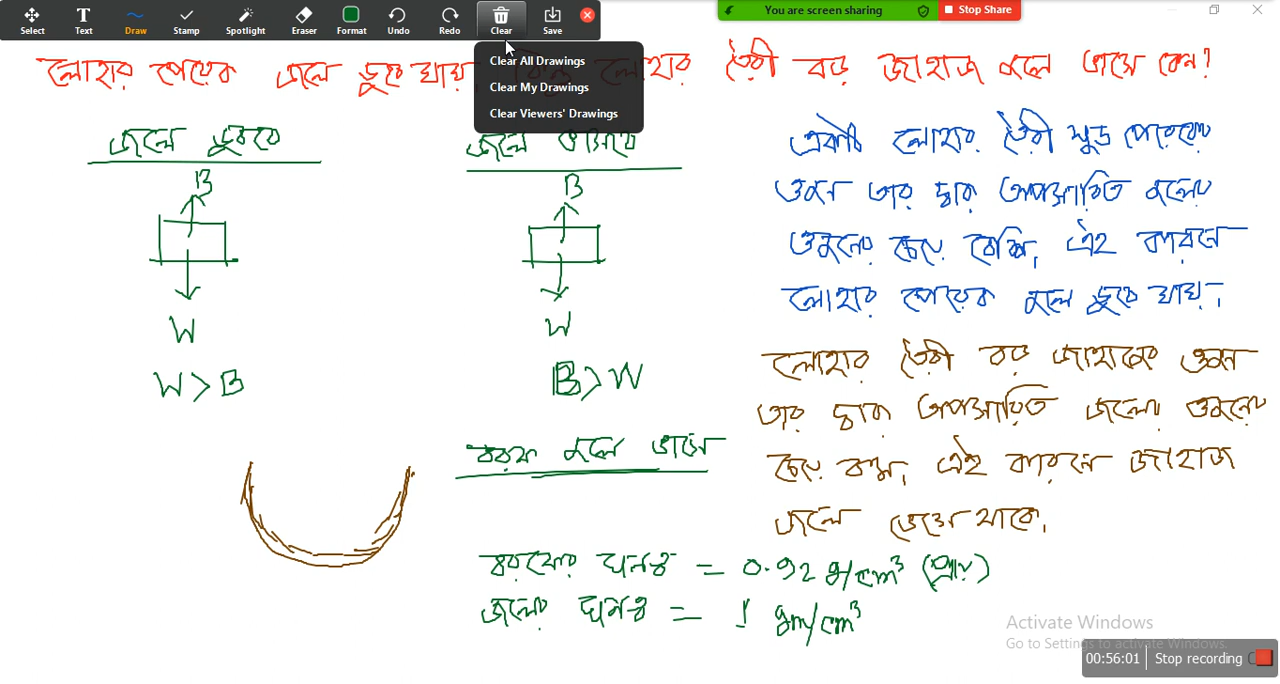 Select Text Draw Stamp Spotlight Eraser Format Undo Redo Clear Save
You are screen sharing Stop Share
Clear All Drawings
Clear My Drawings
Clear Viewers' Drawings
লোহার পেরেক জলে ডুবে যায়, লোহার তৈরী বড় জাহাজ জলে ভাসে কেন?
জলে ডুবতে
B
W
W > B
জলে ভাসতে
B
W
B > W
একটি লোহার তৈরী পেরেকের
ওজন তার দ্বারা অপসারিত জলের
ওজনের চেয়ে বেশি, এই কারনে
লোহার পেরেক জলে ডুবে যায়,
লোহার তৈরী বড় জাহাজের ওজন
তার দ্বারা অপসারিত জলের ওজনের
চেয়ে কম, এই কারনে জাহাজ
জলে ভেসে থাকে,
বরফ জলে ভাসে
বরফের ঘনত্ব = 0.92 g/cm³ (প্রায়)
জলের ঘনত্ব = 1 gm/cm³
Activate Windows
Go to Settings to activate Windows.
00:56:01 Stop recording